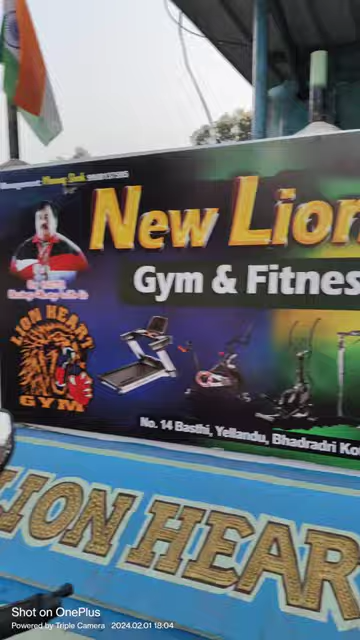 New Lion
Gym & Fitnes
LION HEART
GYM
No. 14 Basthi, Yellandu, Bhadradri Ko
LION HEAR
Shot on OnePlus
Powered by Triple Camera 2024.02.01 18:04